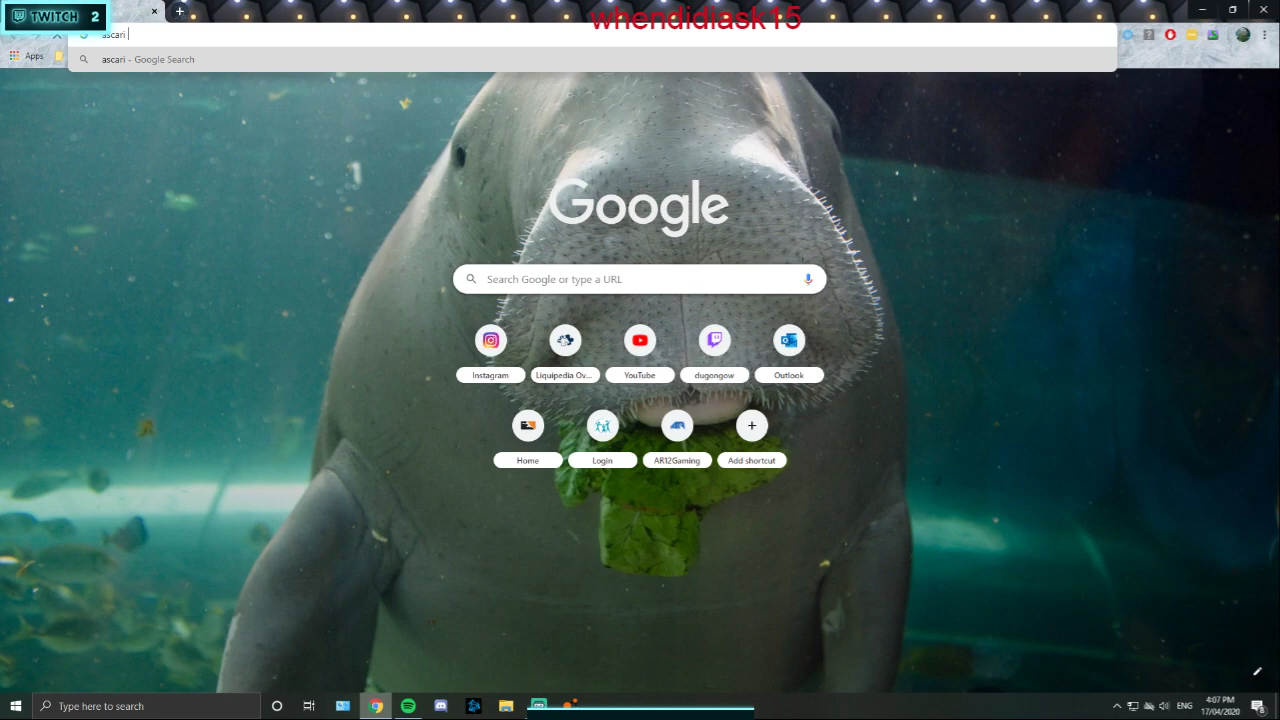 TWITCH 2
whendidiask15
ascari
Apps
ascari - Google Search
Google
Search Google or type a URL
Instagram
Liquipedia Ov...
YouTube
dugongow
Outlook
Home
Login
AR12Gaming
Add shortcut
Type here to search
ENG
4:07 PM
17/04/2020